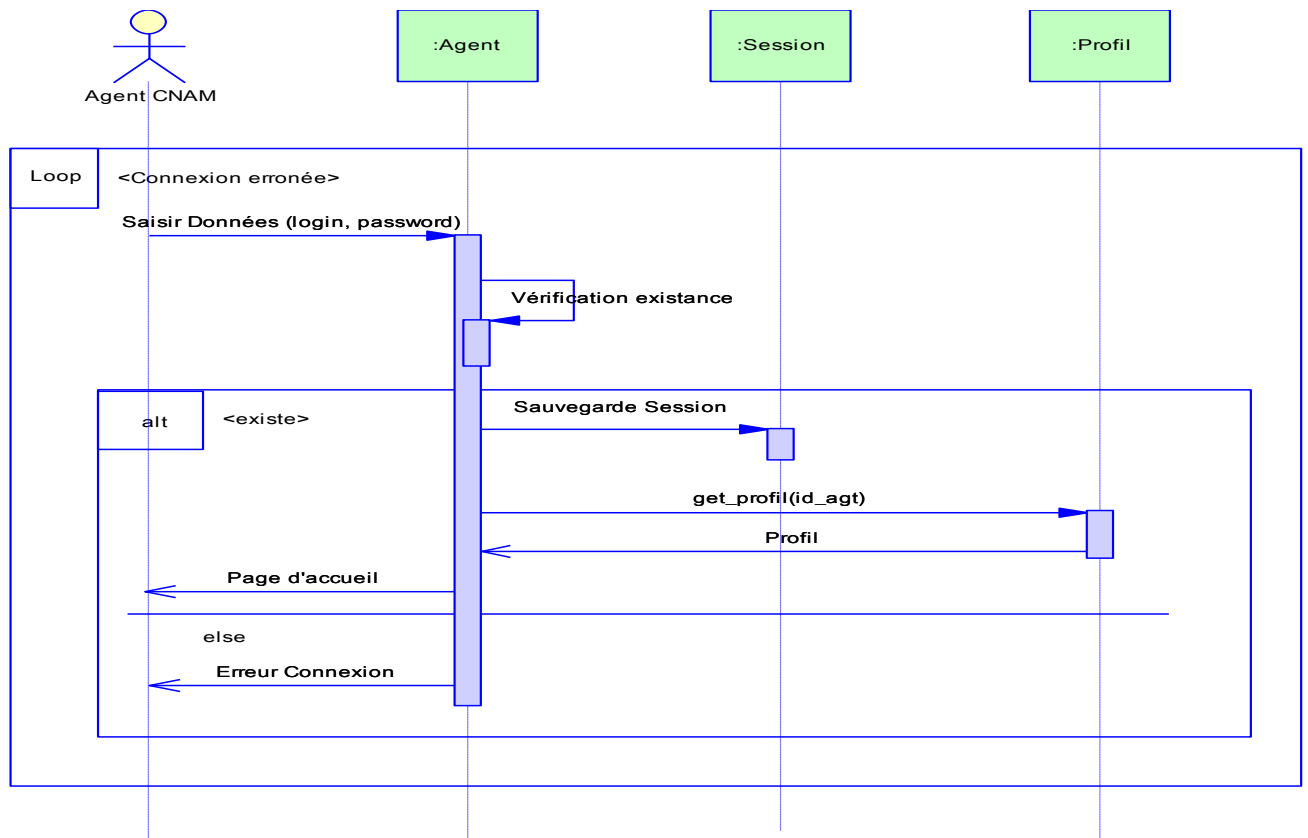 :Agent
:Session
:Profil
Agent CNAM
Loop
<Connexion erronée>
Saisir Données (login, password)
Vérification existance
alt
<existe>
Sauvegarde Session
get_profil(id_agt)
Profil
Page d'accueil
else
Erreur Connexion